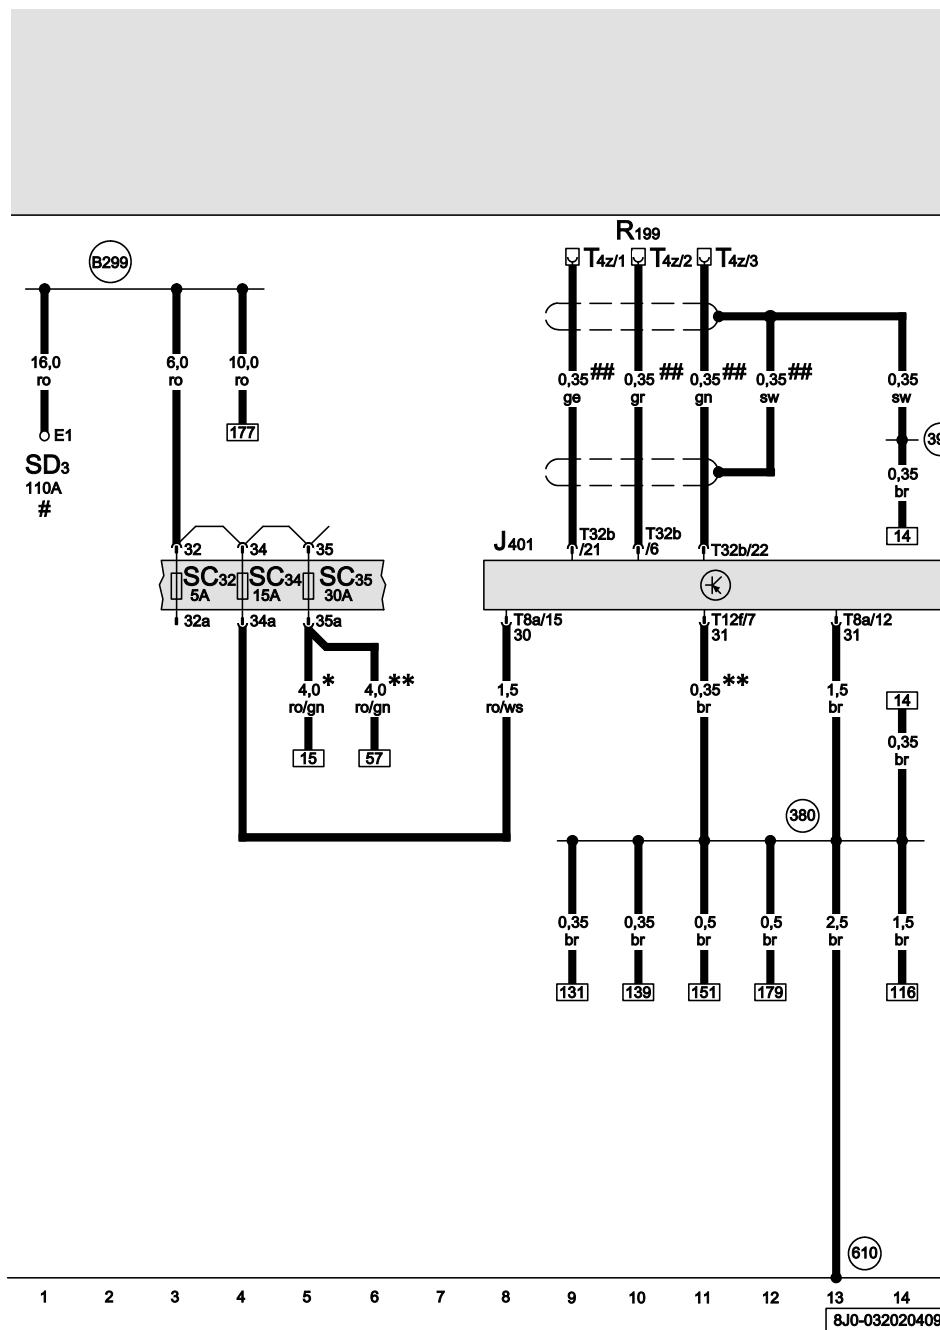 R199
T4z/1 T4z/2 T4z/3
B299
16,0 6,0 10,0
ro ro ro
0,35 ## 0,35 ## 0,35 ## 0,35 ## 0,35
ge gr gn sw sw
E1
177
39
SD3
110A
#
0,35
br
14
32 34 35
J401
T32b
/21
T32b
/6
T32b/22
SC32 SC34 SC35
5A 15A 30A
32a 34a 35a
T8a/15
30
T12f/7
31
T8a/12
31
4,0 * 4,0 ** 1,5 0,35 ** 1,5
ro/gn ro/gn ro/ws br br
14
0,35
br
15 57
380
0,35 0,35 0,5 0,5 2,5 1,5
br br br br br br
131 139 151 179 116
610
1 2 3 4 5 6 7 8 9 10 11 12 13 14
8J0-032020409